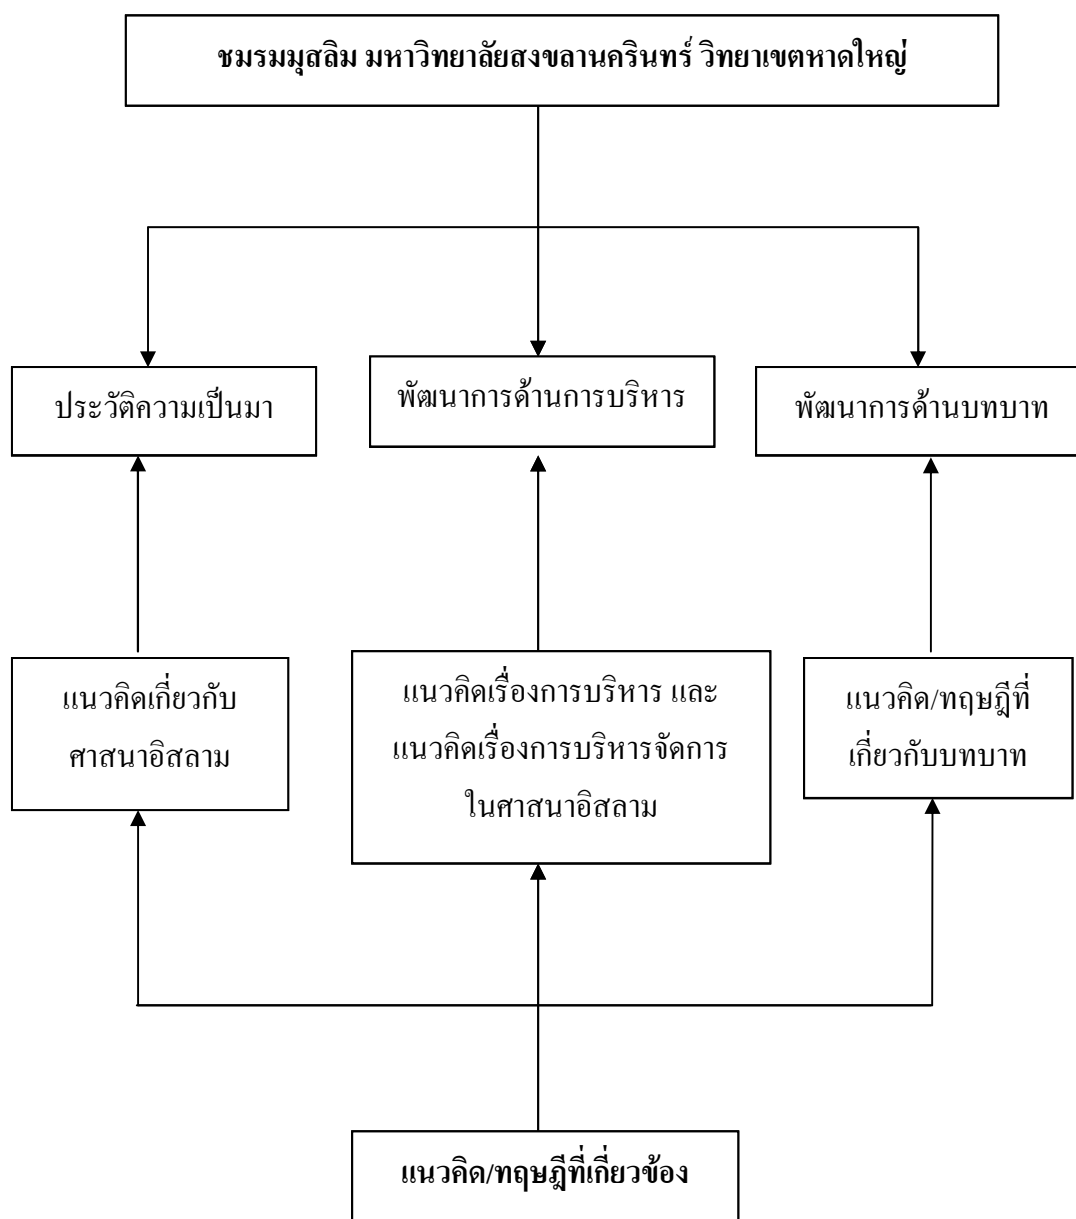 ชมรมมุสลิม มหาวิทยาลัยสงขลานครินทร์ วิทยาเขตหาดใหญ่
ประวัติความเป็นมา
พัฒนาการด้านการบริหาร
พัฒนาการด้านบทบาท
แนวคิดเกี่ยวกับ
ศาสนาอิสลาม
แนวคิดเรื่องการบริหาร และ
แนวคิดเรื่องการบริหารจัดการ
ในศาสนาอิสลาม
แนวคิด/ทฤษฎีที่
เกี่ยวกับบทบาท
แนวคิด/ทฤษฎีที่เกี่ยวข้อง